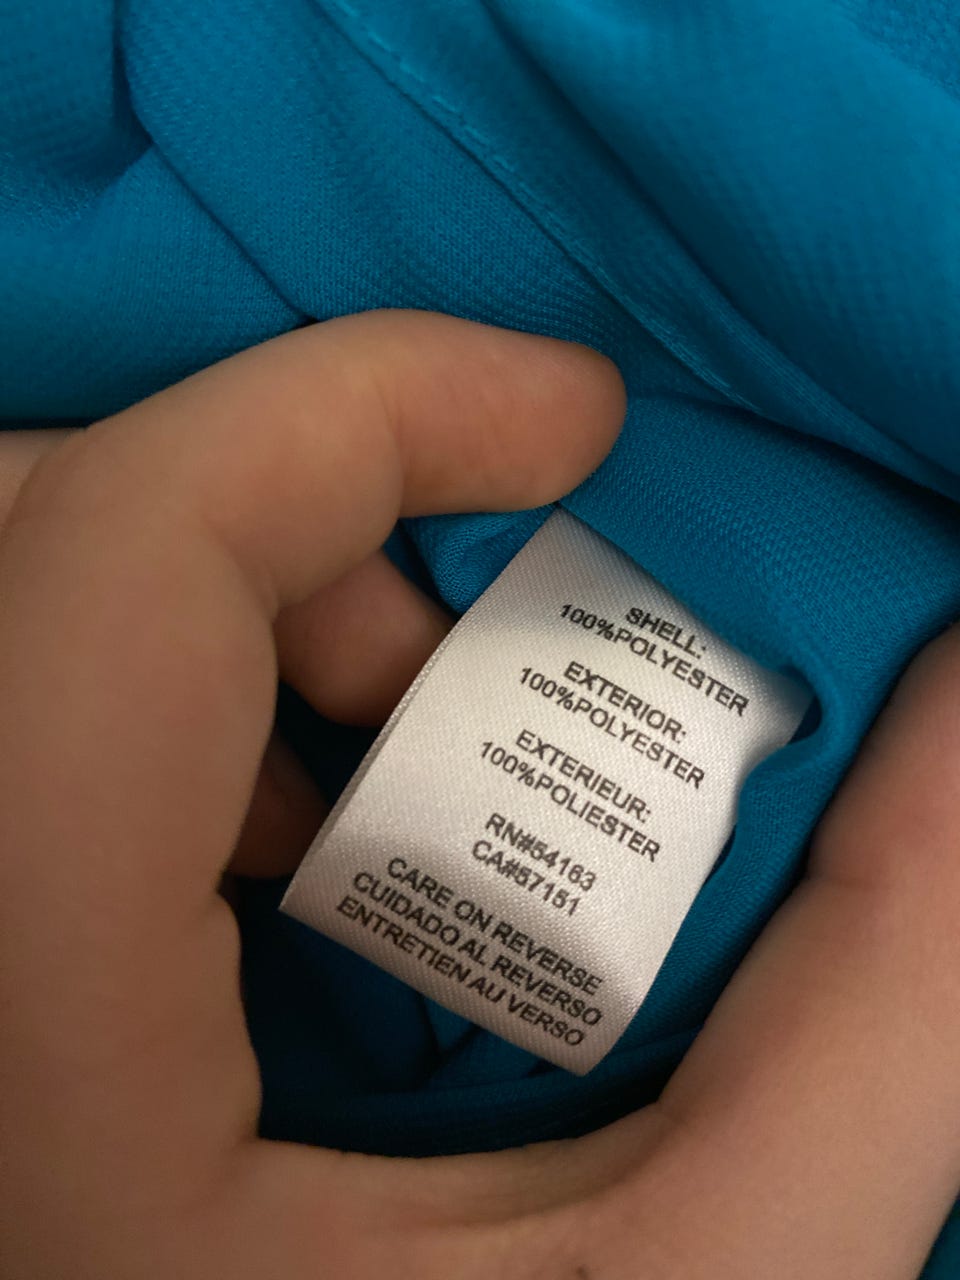 SHELL:
100%POLYESTER
EXTERIOR:
100%POLYESTER
EXTERIEUR:
100%POLIESTER
RN#54163
CA#57151
CARE ON REVERSE
CUIDADO AL REVERSO
ENTRETIEN AU VERSO